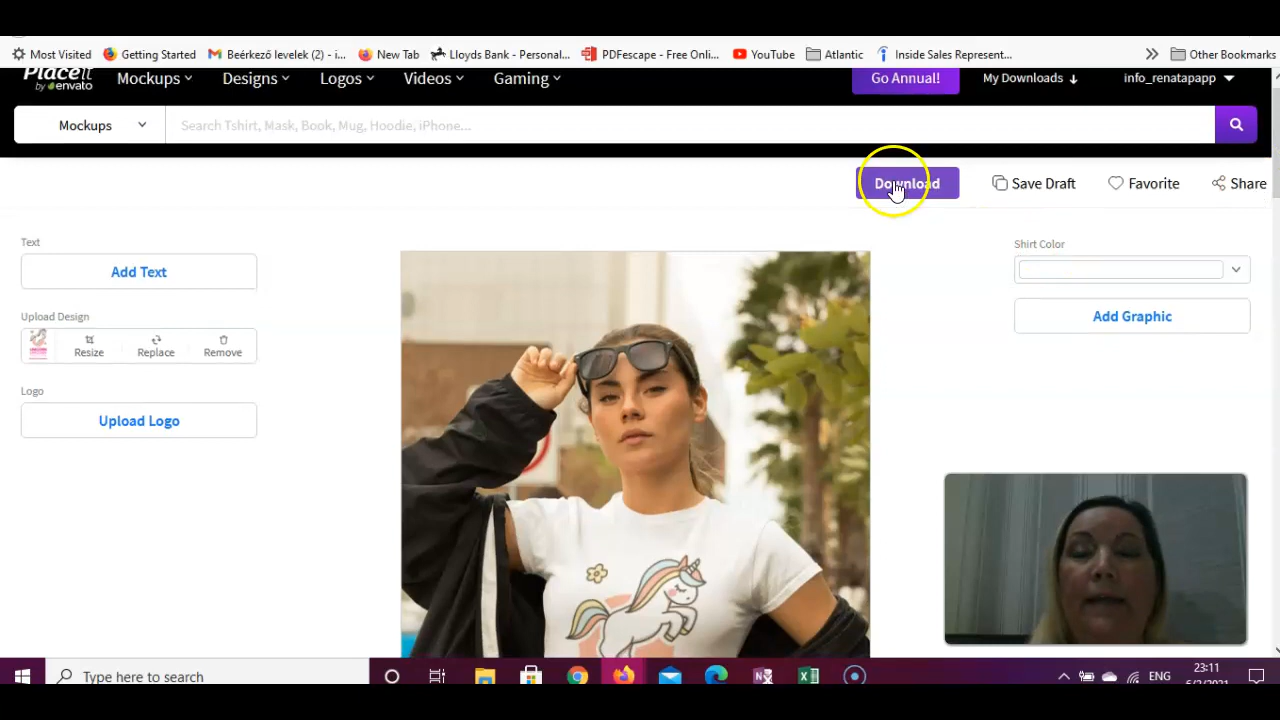 Most Visited Getting Started Beérkező levelek (2) - i... New Tab Lloyds Bank - Personal... PDFescape - Free Onli... YouTube Atlantic Inside Sales Represent... Other Bookmarks
Placeit
by envato
Mockups Designs Logos Videos Gaming Go Annual! My Downloads info_renatapapp
Mockups Search Tshirt, Mask, Book, Mug, Hoodie, iPhone...
Download Save Draft Favorite Share
Text
Add Text
Upload Design
Resize Replace Remove
Logo
Upload Logo
Shirt Color
Add Graphic
Type here to search
ENG
23:11